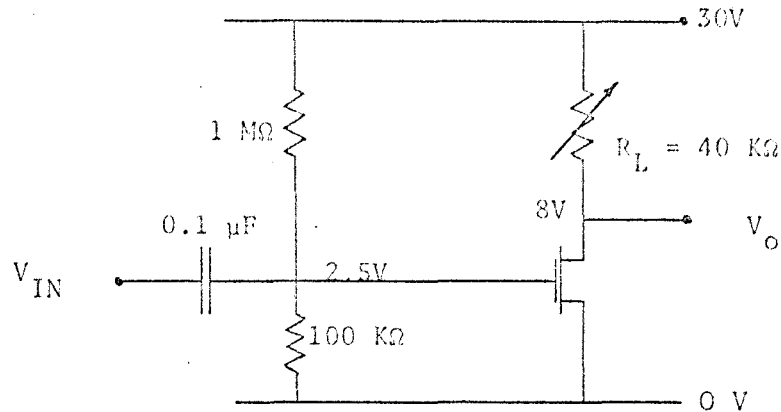 30V
1 MΩ
R_L = 40 KΩ
0.1 µF
8V
V_O
V_IN
2.5V
100 KΩ
0 V